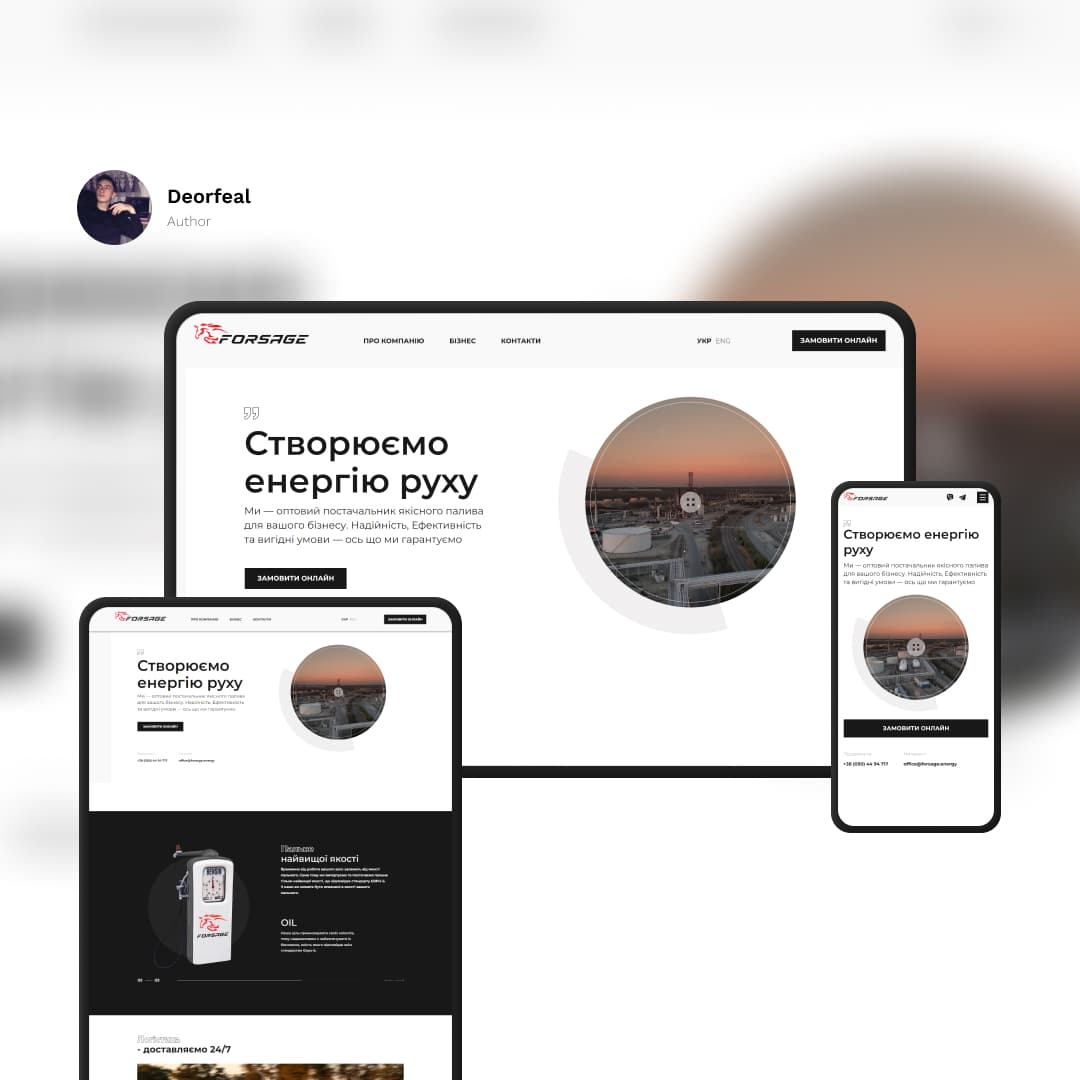 Deorfeal
Author
FORSAGE
ПРО КОМПАНІЮ БІЗНЕС КОНТАКТИ
УКР ENG
ЗАМОВИТИ ОНЛАЙН
Створюємо
енергію руху
Ми — оптовий постачальник якісного палива
для вашого бізнесу. Надійність, Ефективність
та вигідні умови — ось що ми гарантуємо
ЗАМОВИТИ ОНЛАЙН
FORSAGE
Створюємо енергію
руху
Ми — оптовий постачальник якісного палива
для вашого бізнесу. Надійність, Ефективність
та вигідні умови — ось що ми гарантуємо
ЗАМОВИТИ ОНЛАЙН
+38 (050) 44 94 717
office@forsage.energy
FORSAGE
ПРО КОМПАНІЮ БІЗНЕС КОНТАКТИ
УКР ENG
ЗАМОВИТИ ОНЛАЙН
Створюємо
енергію руху
Ми — оптовий постачальник якісного палива
для вашого бізнесу. Надійність, Ефективність
та вигідні умови — ось що ми гарантуємо
ЗАМОВИТИ ОНЛАЙН
+38 (050) 44 94 717
office@forsage.energy
BENSIN
FORSAGE
Пальне
найвищої якості
OIL
Логістика
- доставляємо 24/7